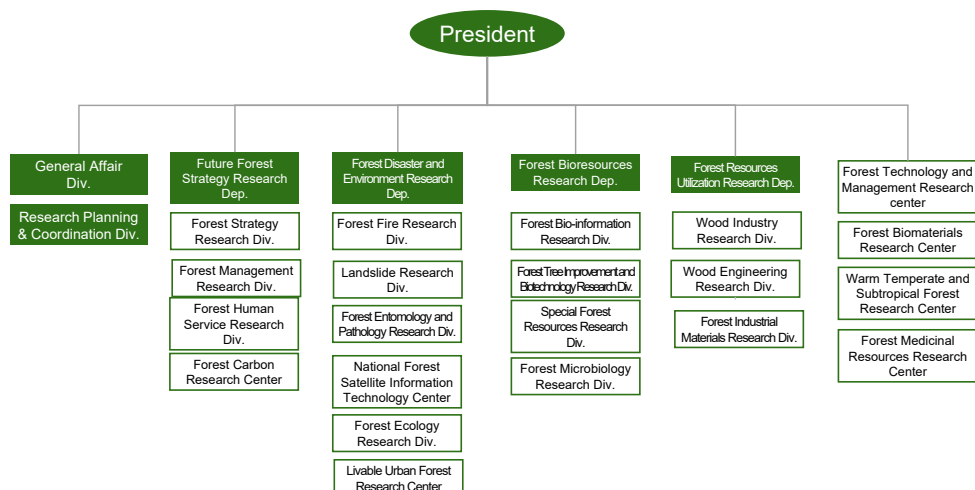 President
General Affair
Div.
Research Planning
& Coordination Div.
Future Forest
Strategy Research
Dep.
Forest Strategy
Research Div.
Forest Management
Research Div.
Forest Human
Service Research
Div.
Forest Carbon
Research Center
Forest Disaster and
Environment Research
Dep.
Forest Fire Research
Div.
Landslide Research
Div.
Forest Entomology and
Pathology Research Div.
National Forest
Satellite Information
Technology Center
Forest Ecology
Research Div.
Livable Urban Forest
Research Center
Forest Bioresources
Research Dep.
Forest Bio-information
Research Div.
Forest Tree Improvement and
Biotechnology Research Div.
Special Forest
Resources Research
Div.
Forest Microbiology
Research Div.
Forest Resources
Utilization Research Dep.
Wood Industry
Research Div.
Wood Engineering
Research Div.
Forest Industrial
Materials Research Div.
Forest Technology and
Management Research
center
Forest Biomaterials
Research Center
Warm Temperate and
Subtropical Forest
Research Center
Forest Medicinal
Resources Research
Center